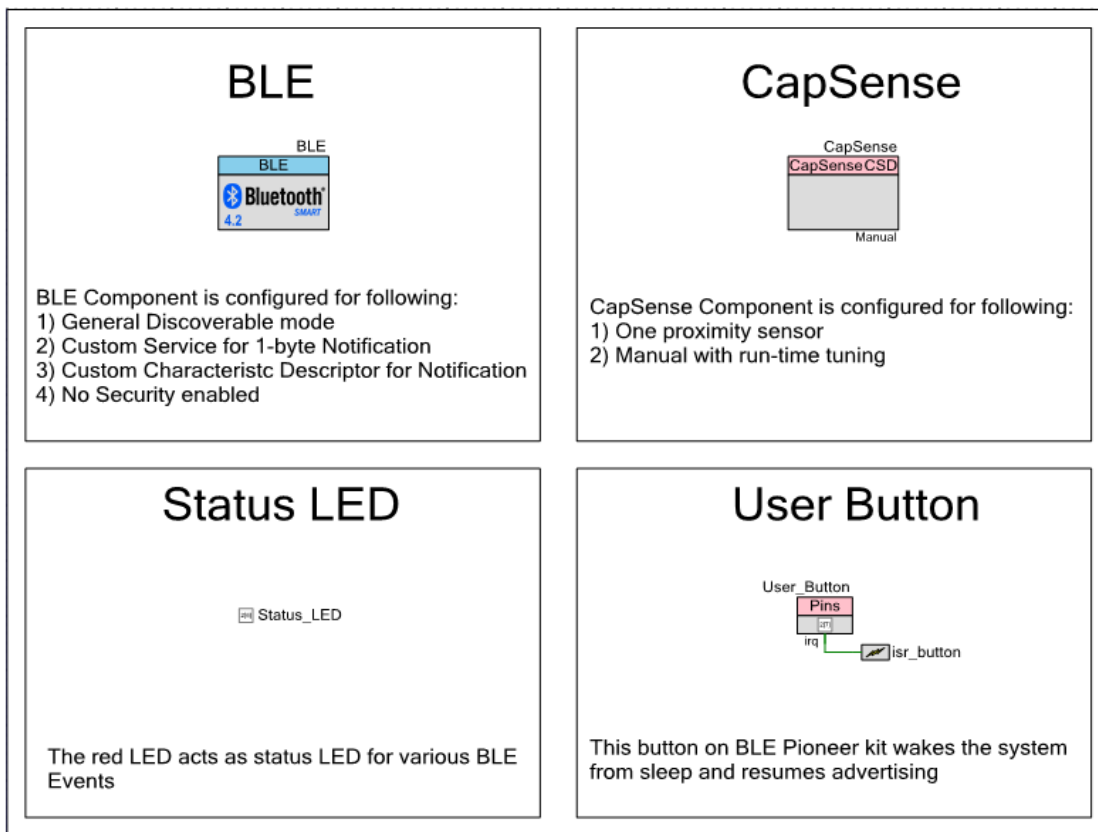 BLE
BLE
BLE
Bluetooth
SMART
4.2
BLE Component is configured for following:
1) General Discoverable mode
2) Custom Service for 1-byte Notification
3) Custom Characteristc Descriptor for Notification
4) No Security enabled
CapSense
CapSense
CapSenseCSD
Manual
CapSense Component is configured for following:
1) One proximity sensor
2) Manual with run-time tuning
Status LED
Status_LED
The red LED acts as status LED for various BLE
Events
User Button
User_Button
Pins
irq
isr_button
This button on BLE Pioneer kit wakes the system
from sleep and resumes advertising